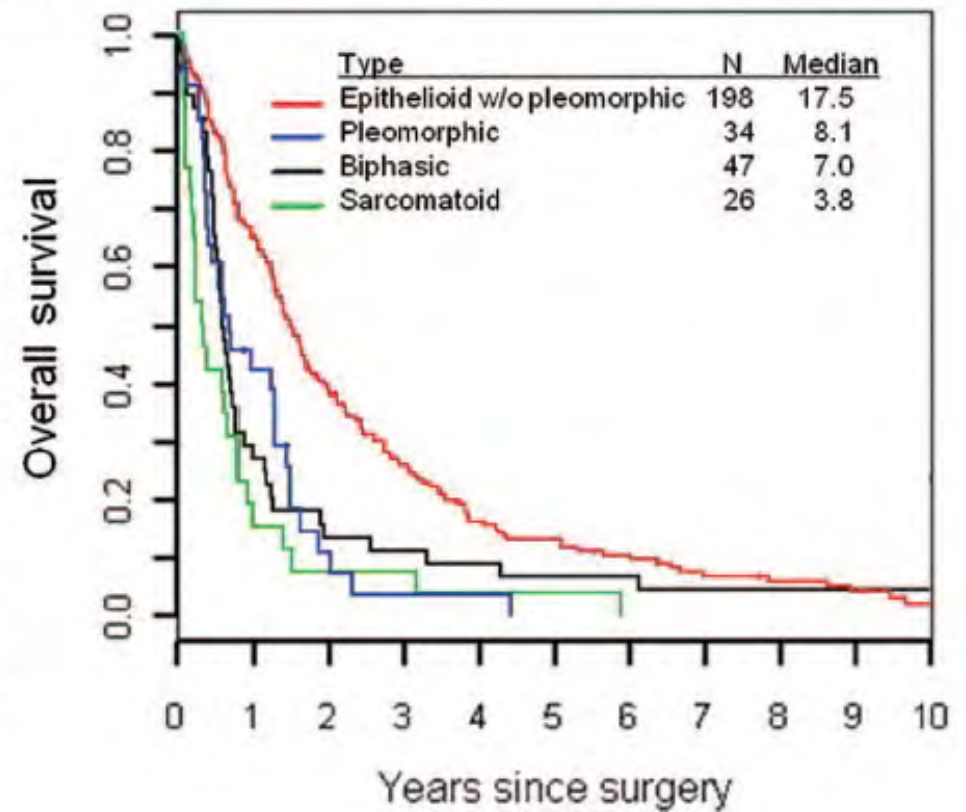 Type N Median
Epithelioid w/o pleomorphic 198 17.5
Pleomorphic 34 8.1
Biphasic 47 7.0
Sarcomatoid 26 3.8
Overall survival
1.0
0.8
0.6
0.4
0.2
0.0
0 1 2 3 4 5 6 7 8 9 10
Years since surgery